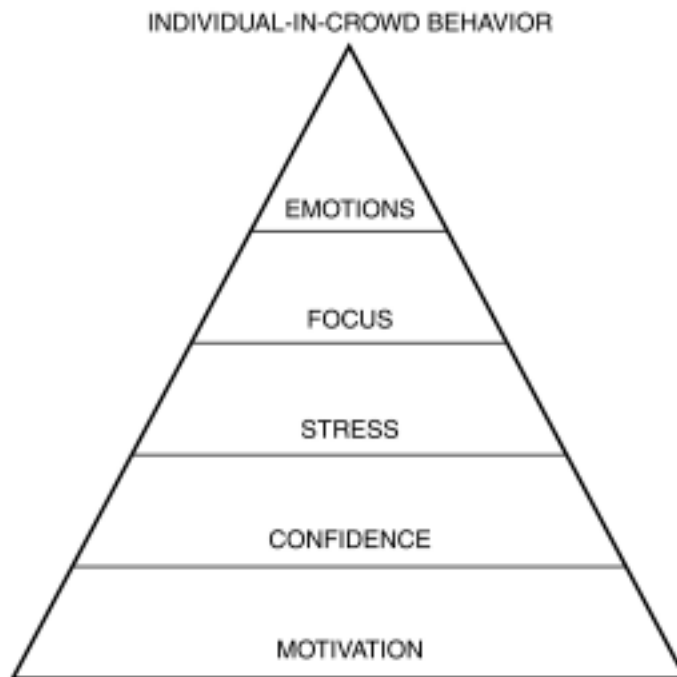 INDIVIDUAL-IN-CROWD BEHAVIOR
EMOTIONS
FOCUS
STRESS
CONFIDENCE
MOTIVATION